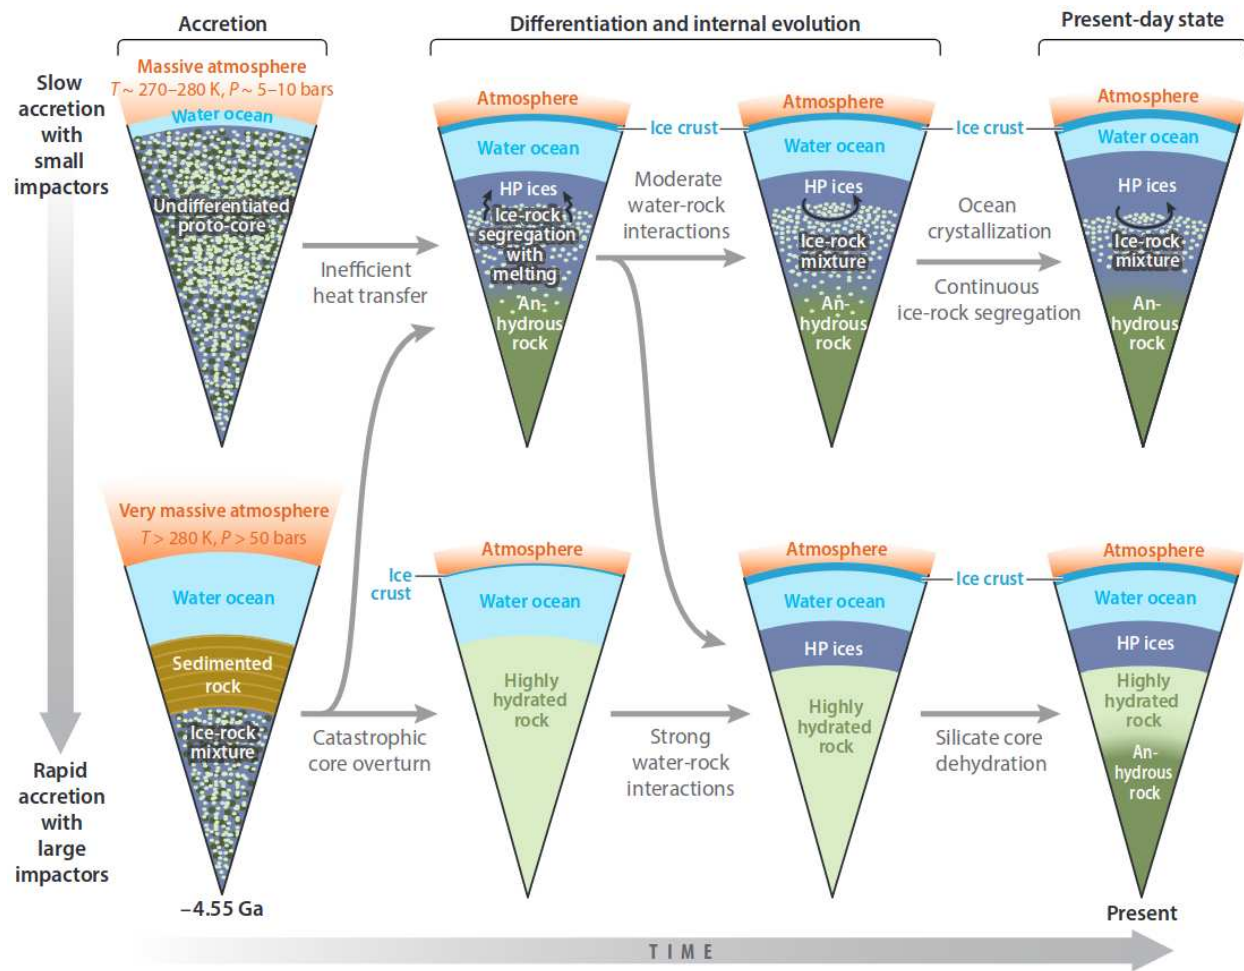 Accretion
Differentiation and internal evolution
Present-day state
Slow
accretion
with
small
impactors
Massive atmosphere
T ~ 270–280 K, P ~ 5–10 bars
Water ocean
Undifferentiated
proto-core
Inefficient
heat transfer
Atmosphere
Ice crust
Water ocean
HP ices
Ice-rock
segregation
with
melting
An-
hydrous
rock
Moderate
water-rock
interactions
Atmosphere
Water ocean
HP ices
Ice-rock
mixture
An-
hydrous
rock
Ice crust
Ocean
crystallization
Continuous
ice-rock segregation
Atmosphere
Water ocean
HP ices
Ice-rock
mixture
An-
hydrous
rock
Very massive atmosphere
T > 280 K, P > 50 bars
Water ocean
Sedimented
rock
Ice-rock
mixture
–4.55 Ga
Catastrophic
core overturn
Ice
crust
Atmosphere
Water ocean
Highly
hydrated
rock
Strong
water-rock
interactions
Atmosphere
Water ocean
HP ices
Highly
hydrated
rock
Ice crust
Silicate core
dehydration
Atmosphere
Water ocean
HP ices
Highly
hydrated
rock
An-
hydrous
rock
Present
Rapid
accretion
with
large
impactors
TIME